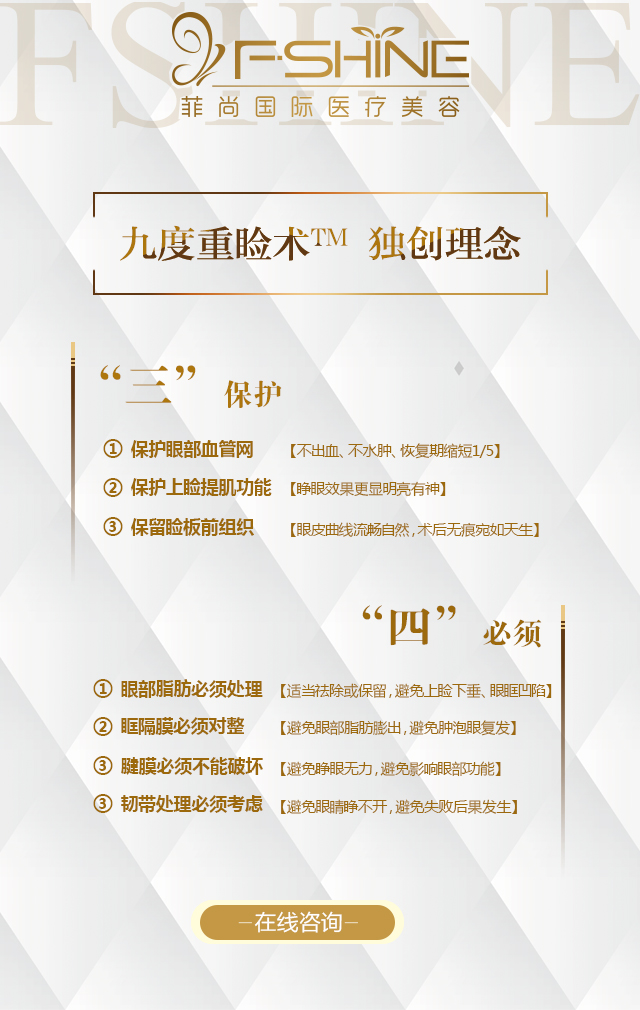 FSHINE
F·SHINE
菲尚国际医疗美容
九度重睑术™ 独创理念
“三” 保护
① 保护眼部血管网 【不出血、不水肿、恢复期缩短1/5】
② 保护上睑提肌功能 【睁眼效果更显明亮有神】
③ 保留睑板前组织 【眼皮曲线流畅自然,术后无痕宛如天生】
“四” 必须
① 眼部脂肪必须处理 【适当祛除或保留,避免上睑下垂、眼眶凹陷】
② 眶隔膜必须对整 【避免眼部脂肪膨出,避免肿泡眼复发】
③ 腱膜必须不能破坏 【避免睁眼无力,避免影响眼部功能】
③ 韧带处理必须考虑 【避免眼睛睁不开,避免失败后果发生】
—在线咨询—